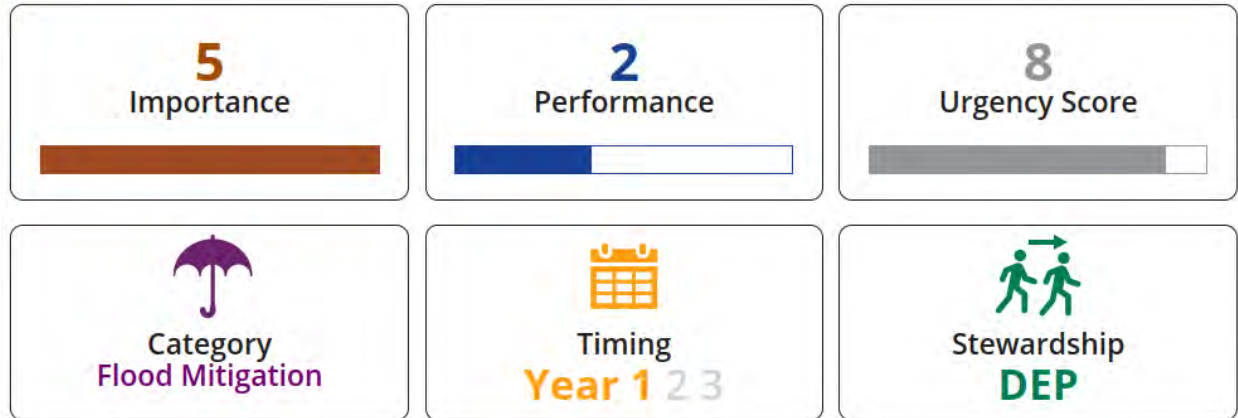 5
Importance
2
Performance
8
Urgency Score
Category
Flood Mitigation
Timing
Year 1 2 3
Stewardship
DEP